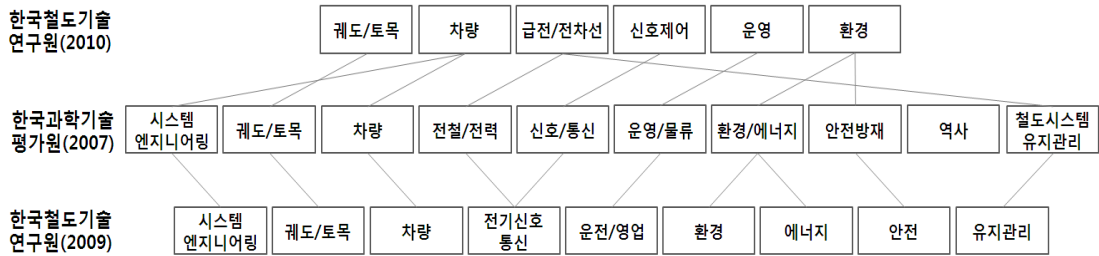 한국철도기술
연구원(2010)
궤도/토목 차량 급전/전차선 신호제어 운영 환경
한국과학기술
평가원(2007)
시스템
엔지니어링
궤도/토목 차량 전철/전력 신호/통신 운영/물류 환경/에너지 안전방재 역사
철도시스템
유지관리
한국철도기술
연구원(2009)
시스템
엔지니어링
궤도/토목 차량
전기신호
통신
운전/영업 환경 에너지 안전 유지관리